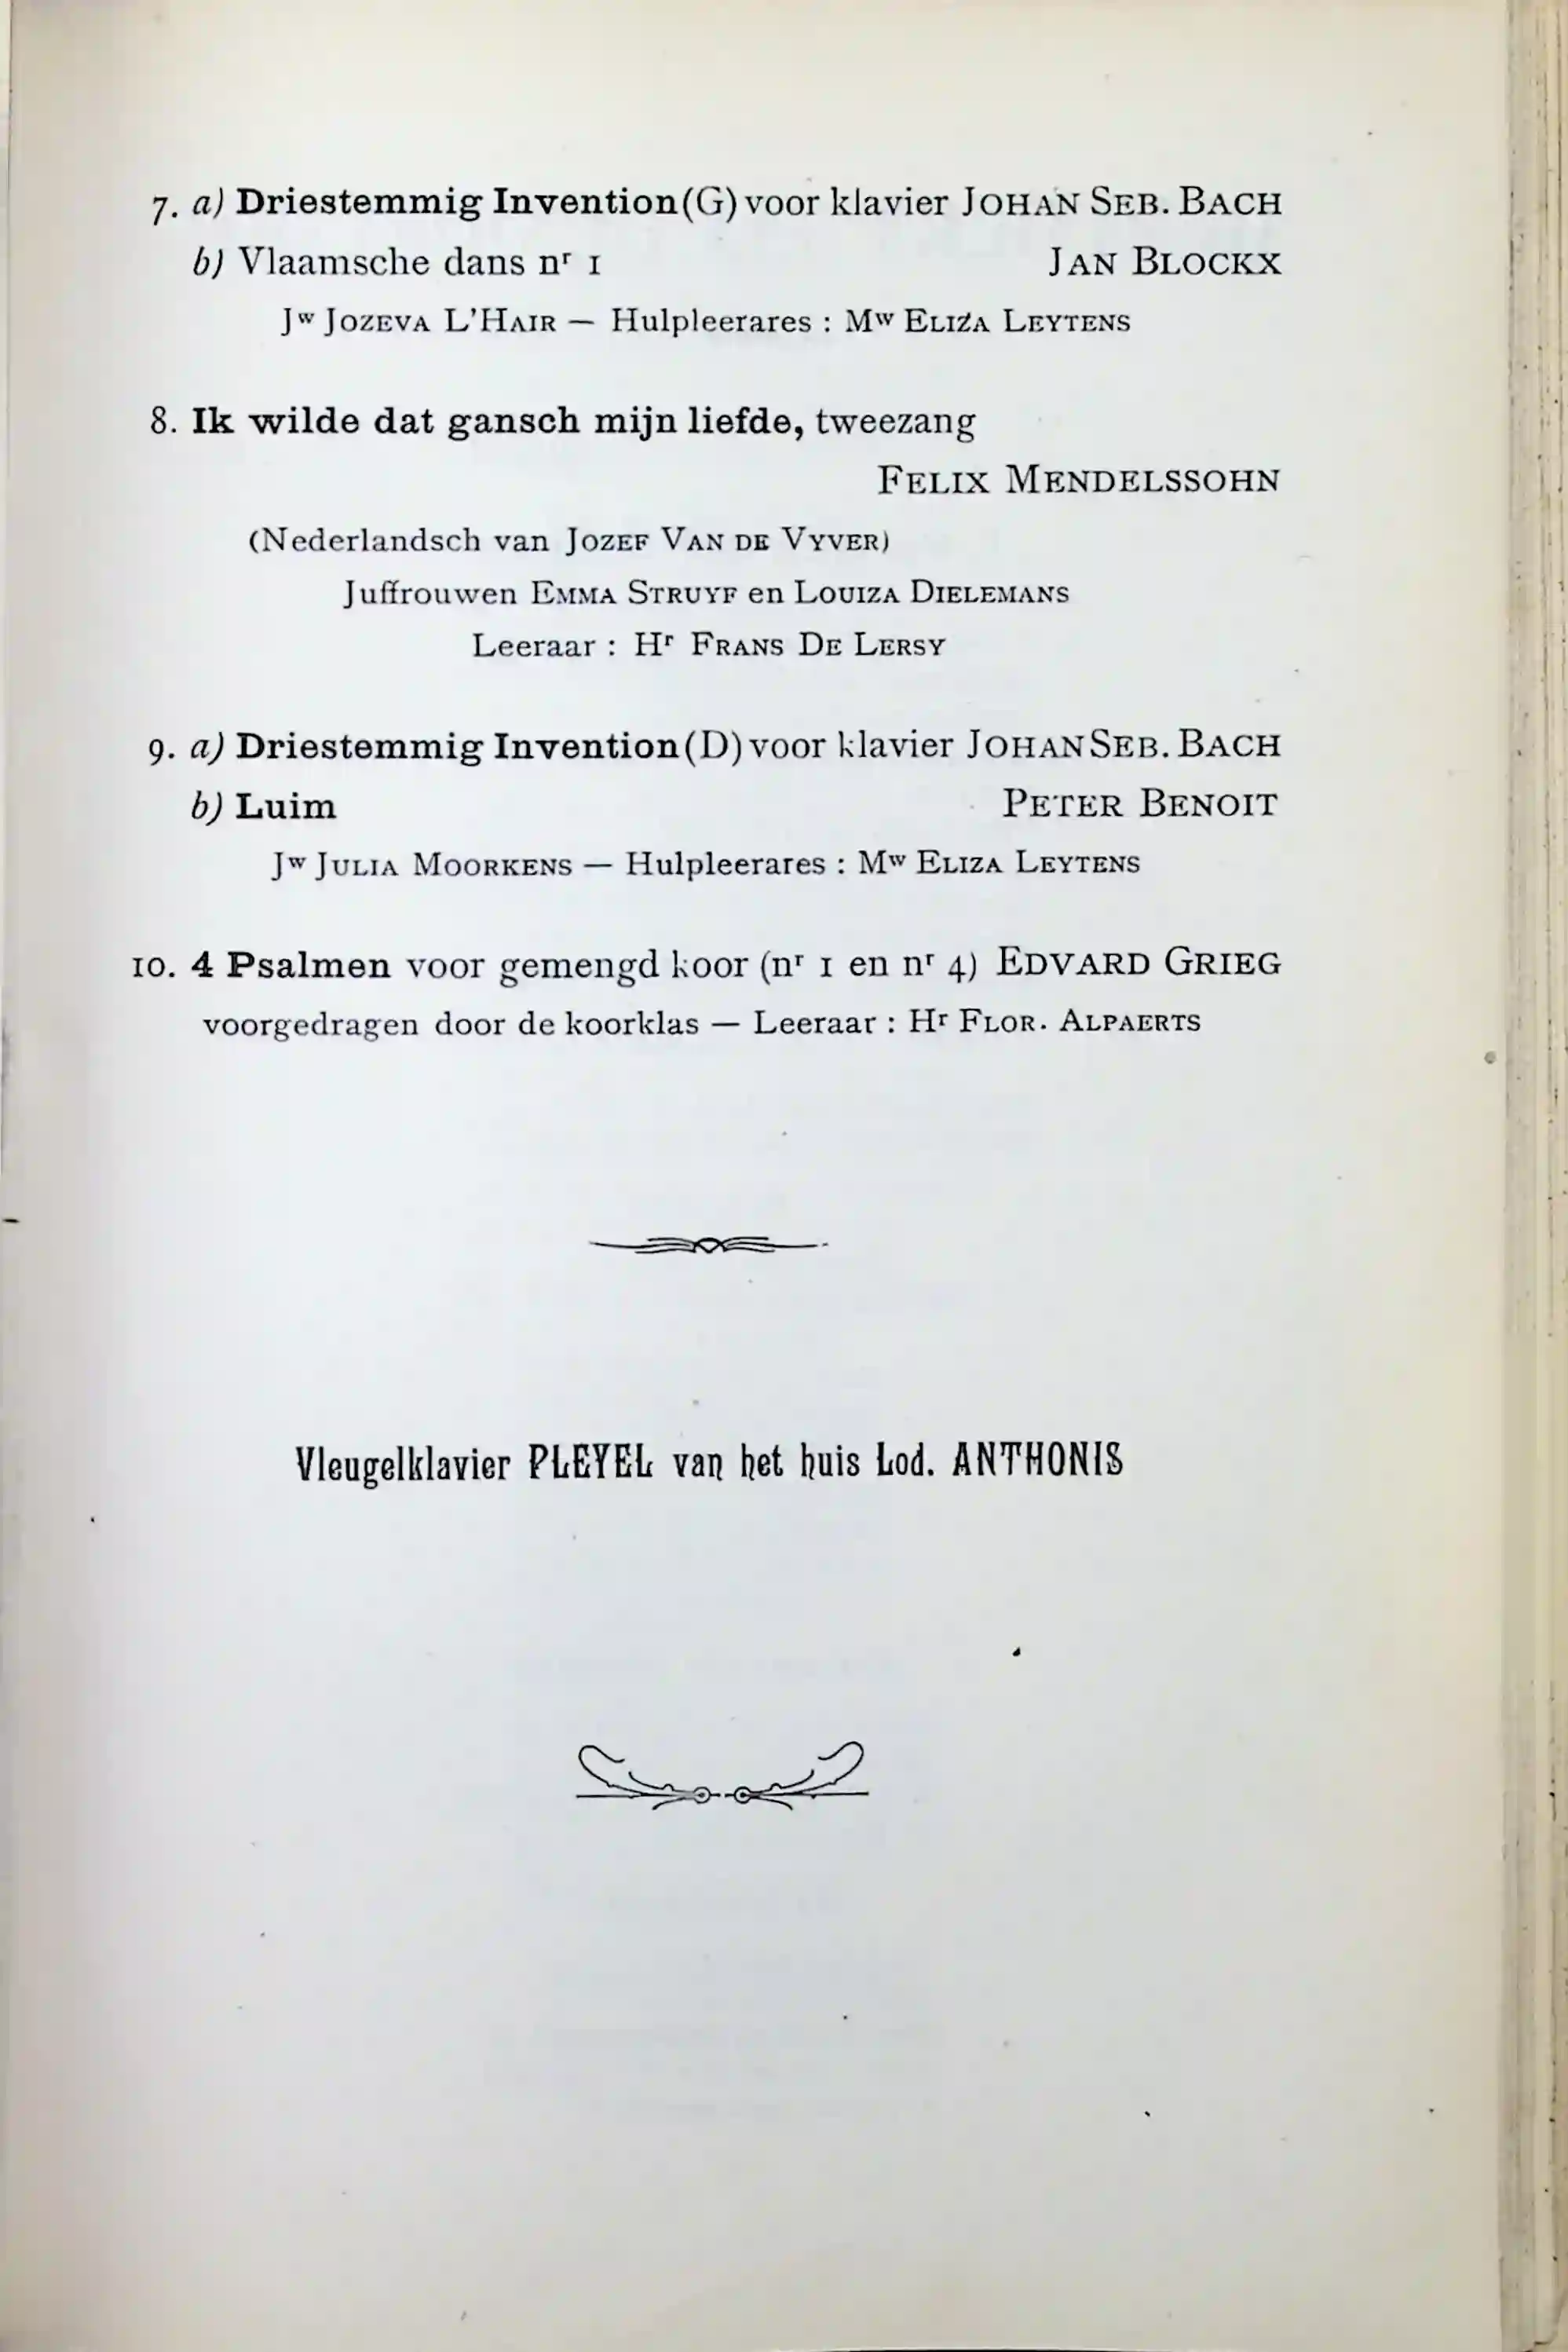 7. a) Driestemmig Invention (G) voor klavier JOHAN SEB. BACH
b) Vlaamsche dans nr 1 JAN BLOCKX
Jw JOZEVA L'HAIR — Hulpleerares : Mw ELIZA LEYTENS
8. Ik wilde dat gansch mijn liefde, tweezang
FELIX MENDELSSOHN
(Nederlandsch van JOZEF VAN DE VYVER)
Juffrouwen EMMA STRUYF en LOUIZA DIELEMANS
Leeraar : Hr FRANS DE LERSY
9. a) Driestemmig Invention (D) voor klavier JOHAN SEB. BACH
b) Luim PETER BENOIT
Jw JULIA MOORKENS — Hulpleerares : Mw ELIZA LEYTENS
10. 4 Psalmen voor gemengd koor (nr 1 en nr 4) EDVARD GRIEG
voorgedragen door de koorklas — Leeraar : Hr FLOR. ALPAERTS
Vleugelklavier PLEYEL van het huis Lod. ANTHONIS